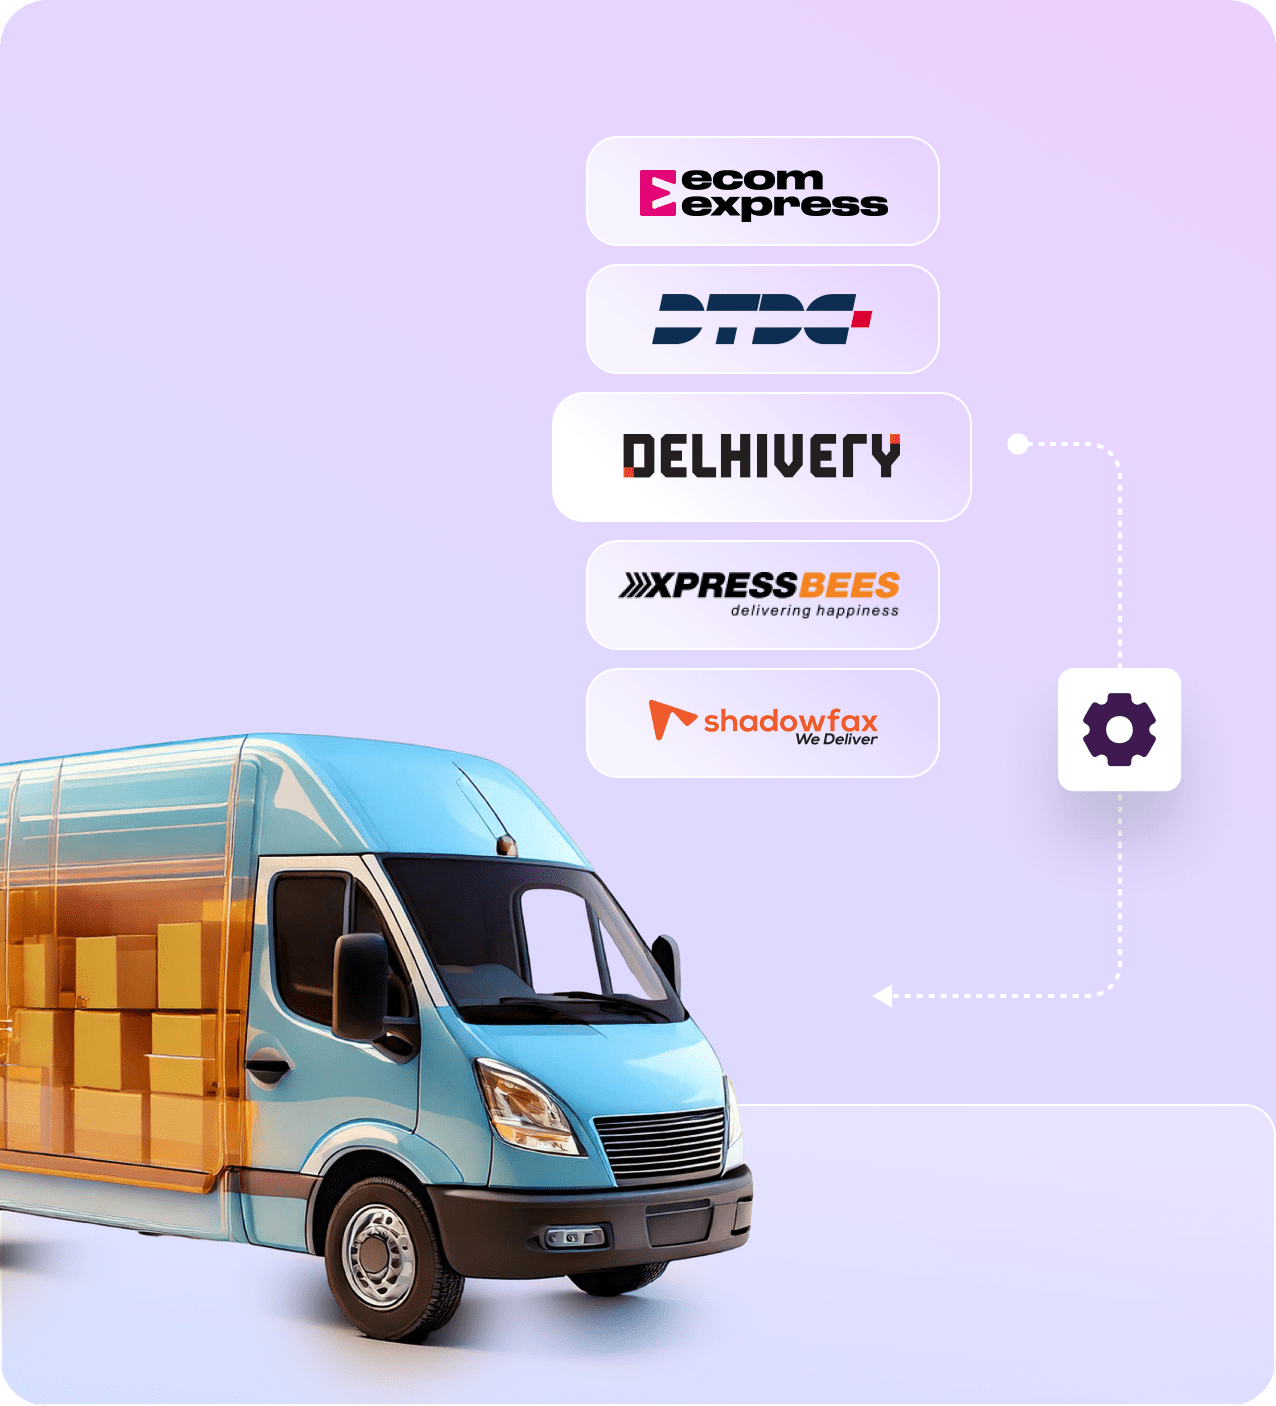 ecom
express
DTDC
DELHIVERY
XPRESSBEES
delivering happiness
shadowfax
We Deliver